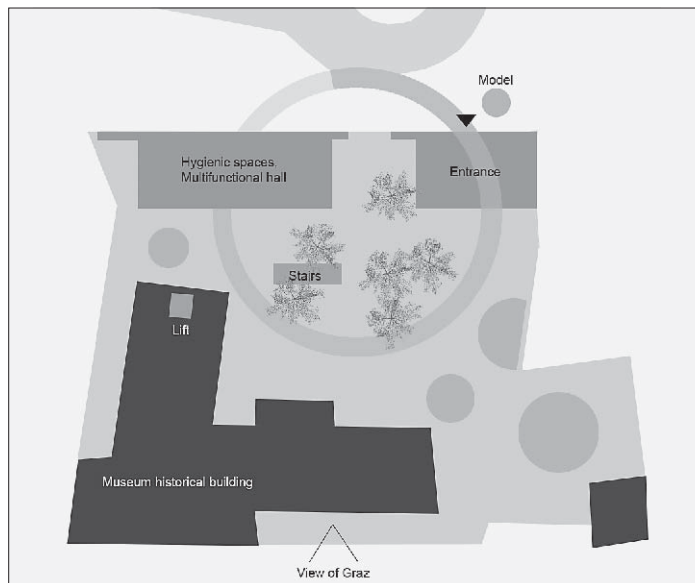 Model
Hygienic spaces,
Multifunctional hall
Entrance
Stairs
Lift
Museum historical building
View of Graz